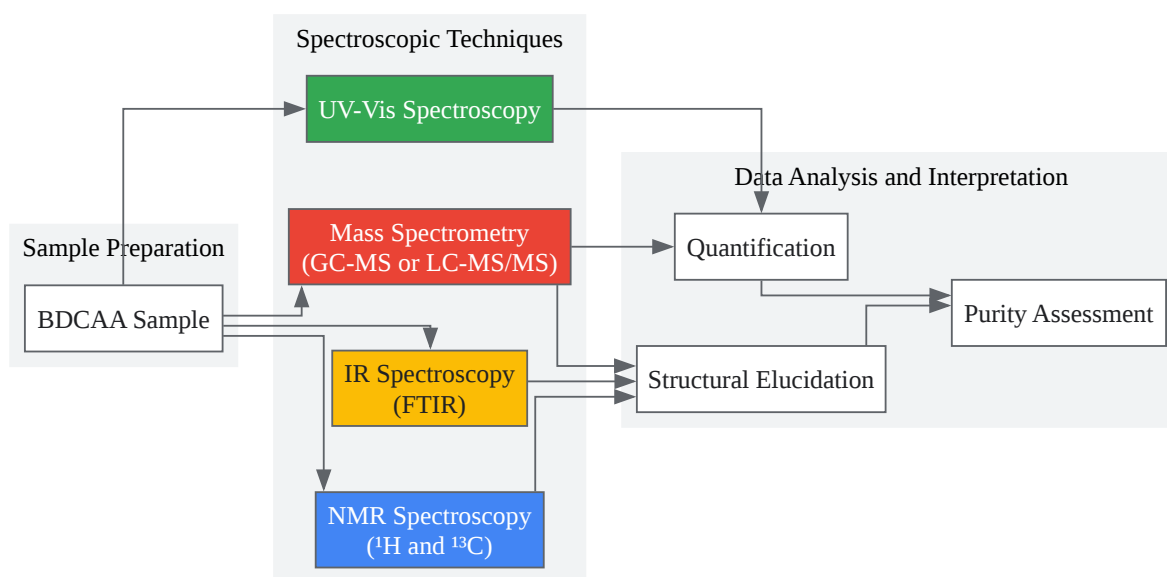 Spectroscopic Techniques
UV-Vis Spectroscopy
Data Analysis and Interpretation
Mass Spectrometry
(GC-MS or LC-MS/MS)
Quantification
Sample Preparation
BDCAA Sample
Purity Assessment
IR Spectroscopy
(FTIR)
Structural Elucidation
NMR Spectroscopy
(¹H and ¹³C)